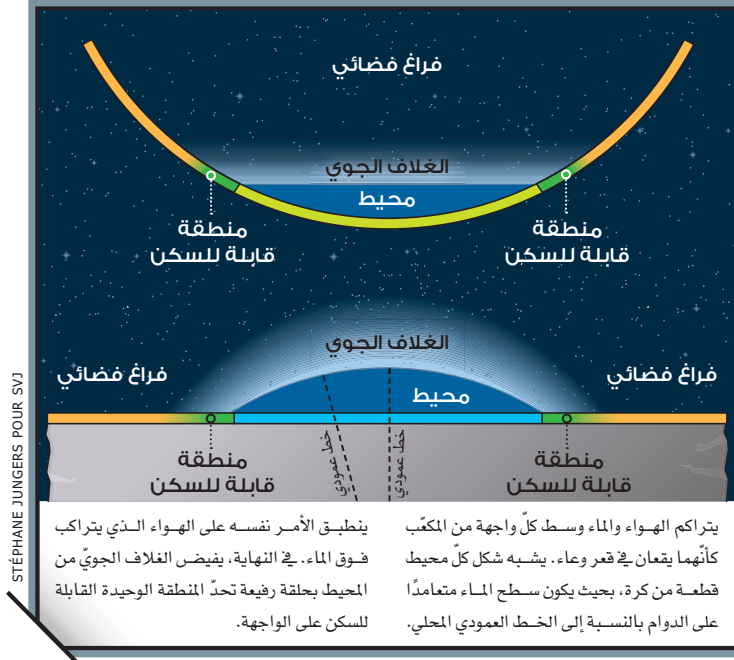 فراغ فضائي
الغلاف الجوي
محيط
منطقة
قابلة للسكن
منطقة
قابلة للسكن
الغلاف الجوي
فراغ فضائي
فراغ فضائي
محيط
خط عمودي
خط عمودي
منطقة
قابلة للسكن
منطقة
قابلة للسكن
STÉPHANE JUNGERS POUR SVJ
يتراكم الهواء والماء وسط كلّ واجهة من المكعّب
كأنّهما يقعان في قعر وعاء. يشبه شكل كلّ محيط
قطعة من كرة، بحيث يكون سطح الماء متعامدًا
على الدوام بالنسبة إلى الخط العمودي المحلي.
ينطبق الأمر نفسه على الهواء الذي يتراكب
فوق الماء. في النهاية، يفيض الغلاف الجويّ من
المحيط بحلقة رفيعة تحدّ المنطقة الوحيدة القابلة
للسكن على الواجهة.